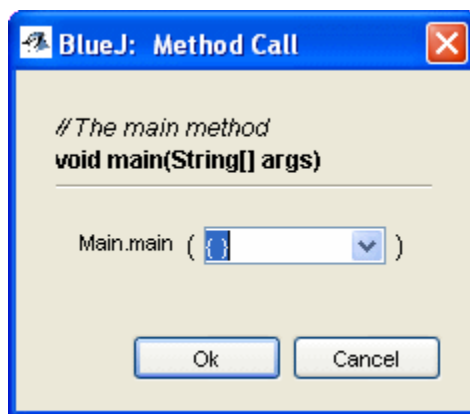 BlueJ: Method Call
// The main method
void main(String[] args)
Main.main ( { } )
Ok Cancel